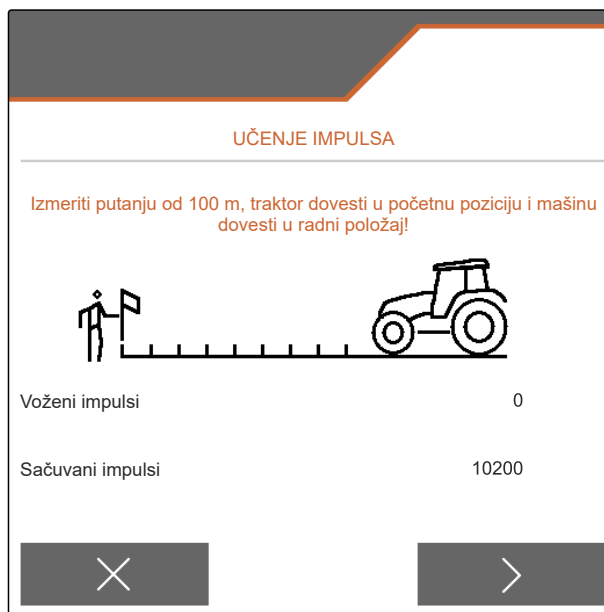 UČENJE IMPULSA
Izmeriti putanju od 100 m, traktor dovesti u početnu poziciju i mašinu
dovesti u radni položaj!
Voženi impulsi 0
Sačuvani impulsi 10200